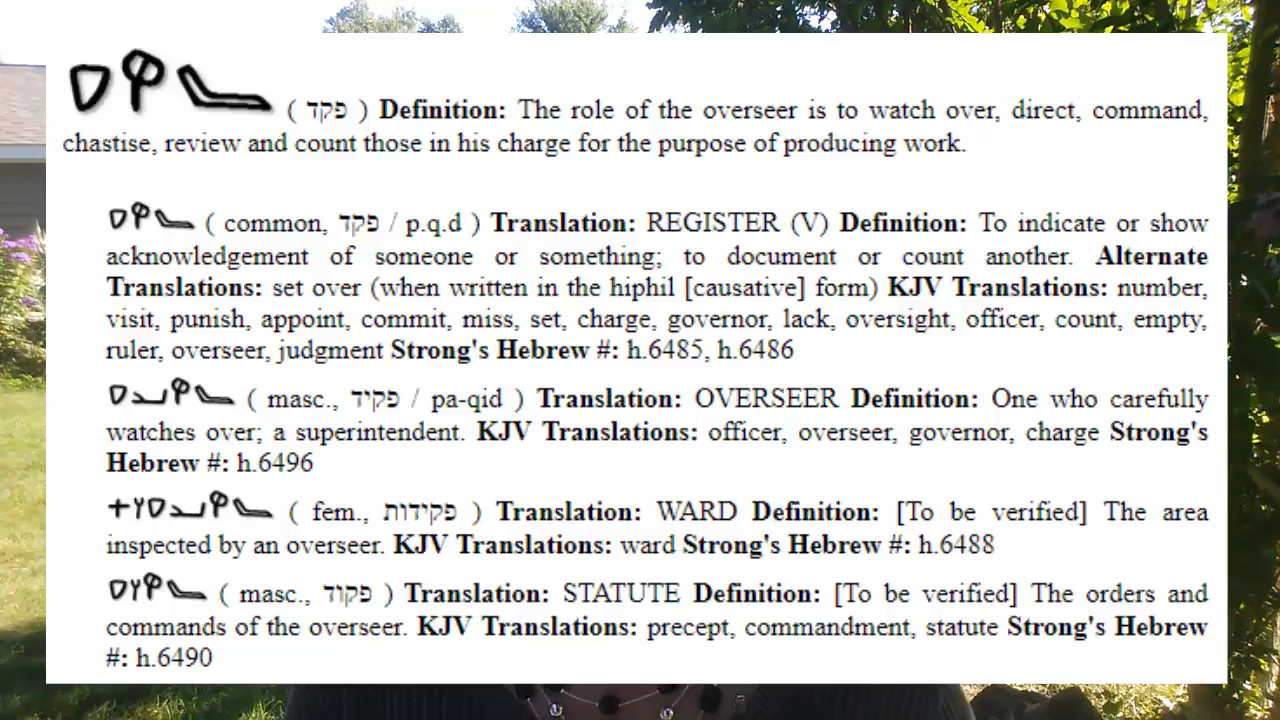 ( פקד ) Definition: The role of the overseer is to watch over, direct, command,
chastise, review and count those in his charge for the purpose of producing work.
( common, פקד / p.q.d ) Translation: REGISTER (V) Definition: To indicate or show
acknowledgement of someone or something; to document or count another. Alternate
Translations: set over (when written in the hiphil [causative] form) KJV Translations: number,
visit, punish, appoint, commit, miss, set, charge, governor, lack, oversight, officer, count, empty,
ruler, overseer, judgment Strong's Hebrew #: h.6485, h.6486
( masc., פקיד / pa-qid ) Translation: OVERSEER Definition: One who carefully
watches over; a superintendent. KJV Translations: officer, overseer, governor, charge Strong's
Hebrew #: h.6496
( fem., פקידות ) Translation: WARD Definition: [To be verified] The area
inspected by an overseer. KJV Translations: ward Strong's Hebrew #: h.6488
( masc., פקוד ) Translation: STATUTE Definition: [To be verified] The orders and
commands of the overseer. KJV Translations: precept, commandment, statute Strong's Hebrew
#: h.6490